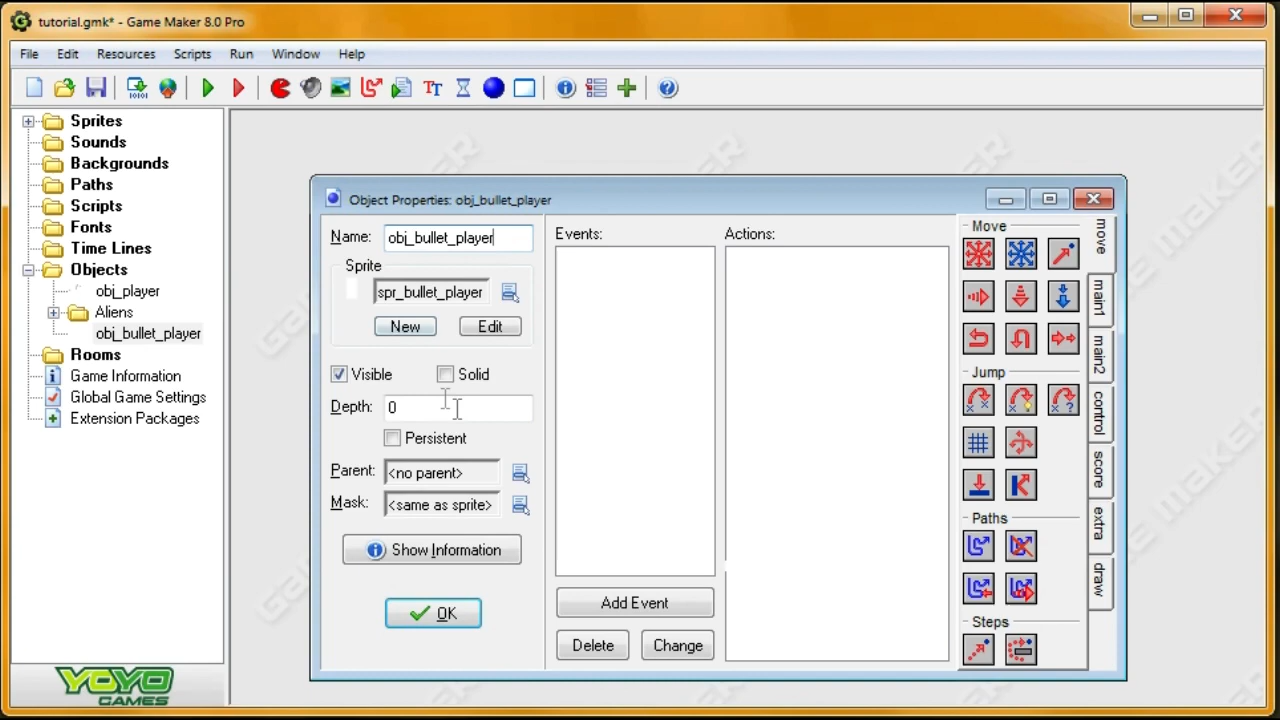 tutorial.gmk* - Game Maker 8.0 Pro
File Edit Resources Scripts Run Window Help
Sprites
Sounds
Backgrounds
Paths
Scripts
Fonts
Time Lines
Objects
obj_player
Aliens
obj_bullet_player
Rooms
Game Information
Global Game Settings
Extension Packages
YOYO
GAMES
Object Properties: obj_bullet_player
Name: obj_bullet_player
Sprite
spr_bullet_player
New Edit
Visible Solid
Depth: 0
Persistent
Parent: <no parent>
Mask: <same as sprite>
Show Information
OK
Events:
Add Event
Delete Change
Actions:
Move
Jump
Paths
Steps
move
main1
main2
control
score
extra
draw